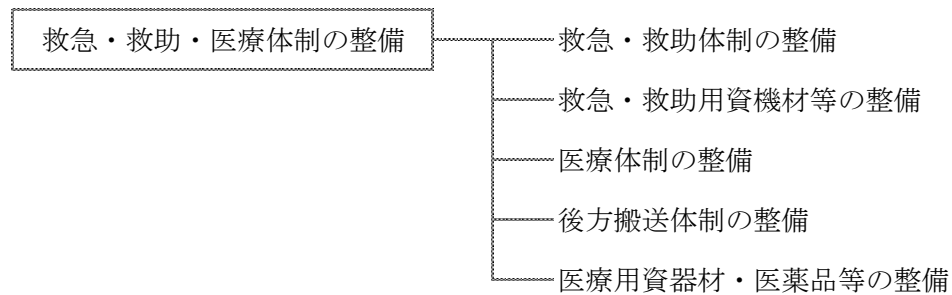 救急・救助・医療体制の整備
救急・救助体制の整備
救急・救助用資機材等の整備
医療体制の整備
後方搬送体制の整備
医療用資器材・医薬品等の整備